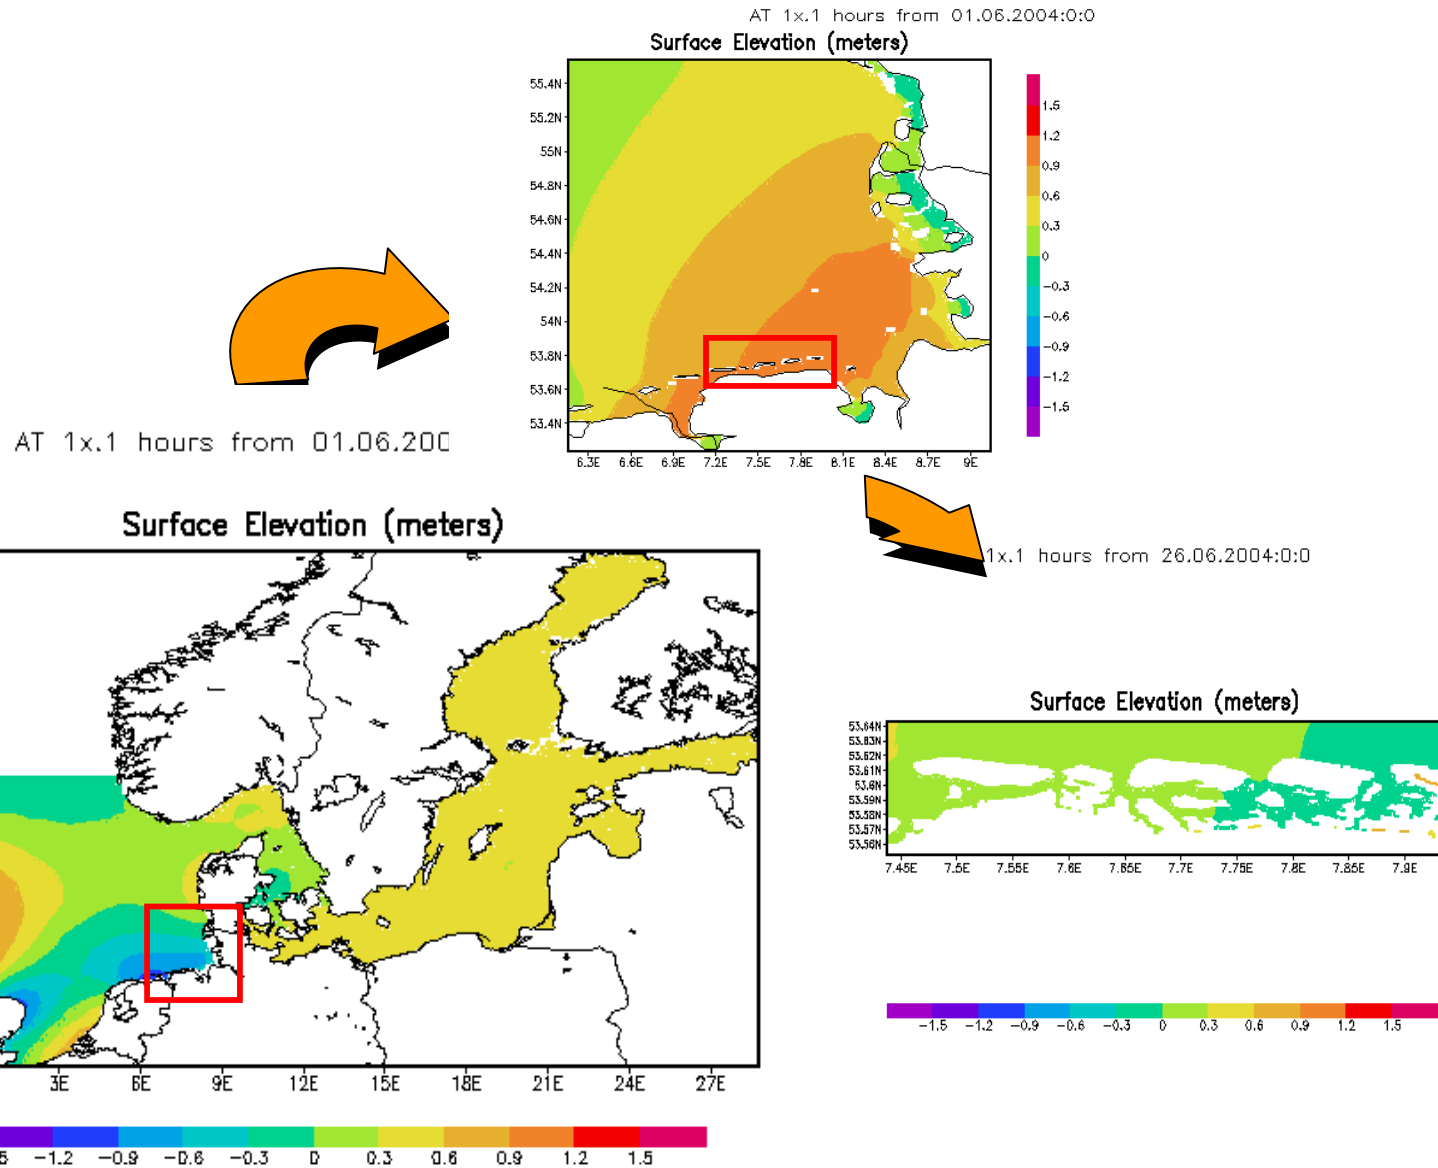 AT 1x.1 hours from 01.06.2004:0:0
Surface Elevation (meters)
55.4N
55.2N
55N
54.8N
54.6N
54.4N
54.2N
54N
53.8N
53.6N
53.4N
6.3E 6.6E 6.9E 7.2E 7.5E 7.8E 8.1E 8.4E 8.7E 9E
1.5
1.2
0.9
0.6
0.3
0
-0.3
-0.6
-0.9
-1.2
-1.5
AT 1x.1 hours from 01.06.200
Surface Elevation (meters)
3E 6E 9E 12E 15E 18E 21E 24E 27E
5 -1.2 -0.9 -0.6 -0.3 0 0.3 0.6 0.9 1.2 1.5
1x.1 hours from 26.06.2004:0:0
Surface Elevation (meters)
53.64N
53.63N
53.62N
53.61N
53.6N
53.59N
53.58N
53.57N
53.56N
7.45E 7.5E 7.55E 7.6E 7.65E 7.7E 7.75E 7.8E 7.85E 7.9E
-1.5 -1.2 -0.9 -0.6 -0.3 0 0.3 0.6 0.9 1.2 1.5